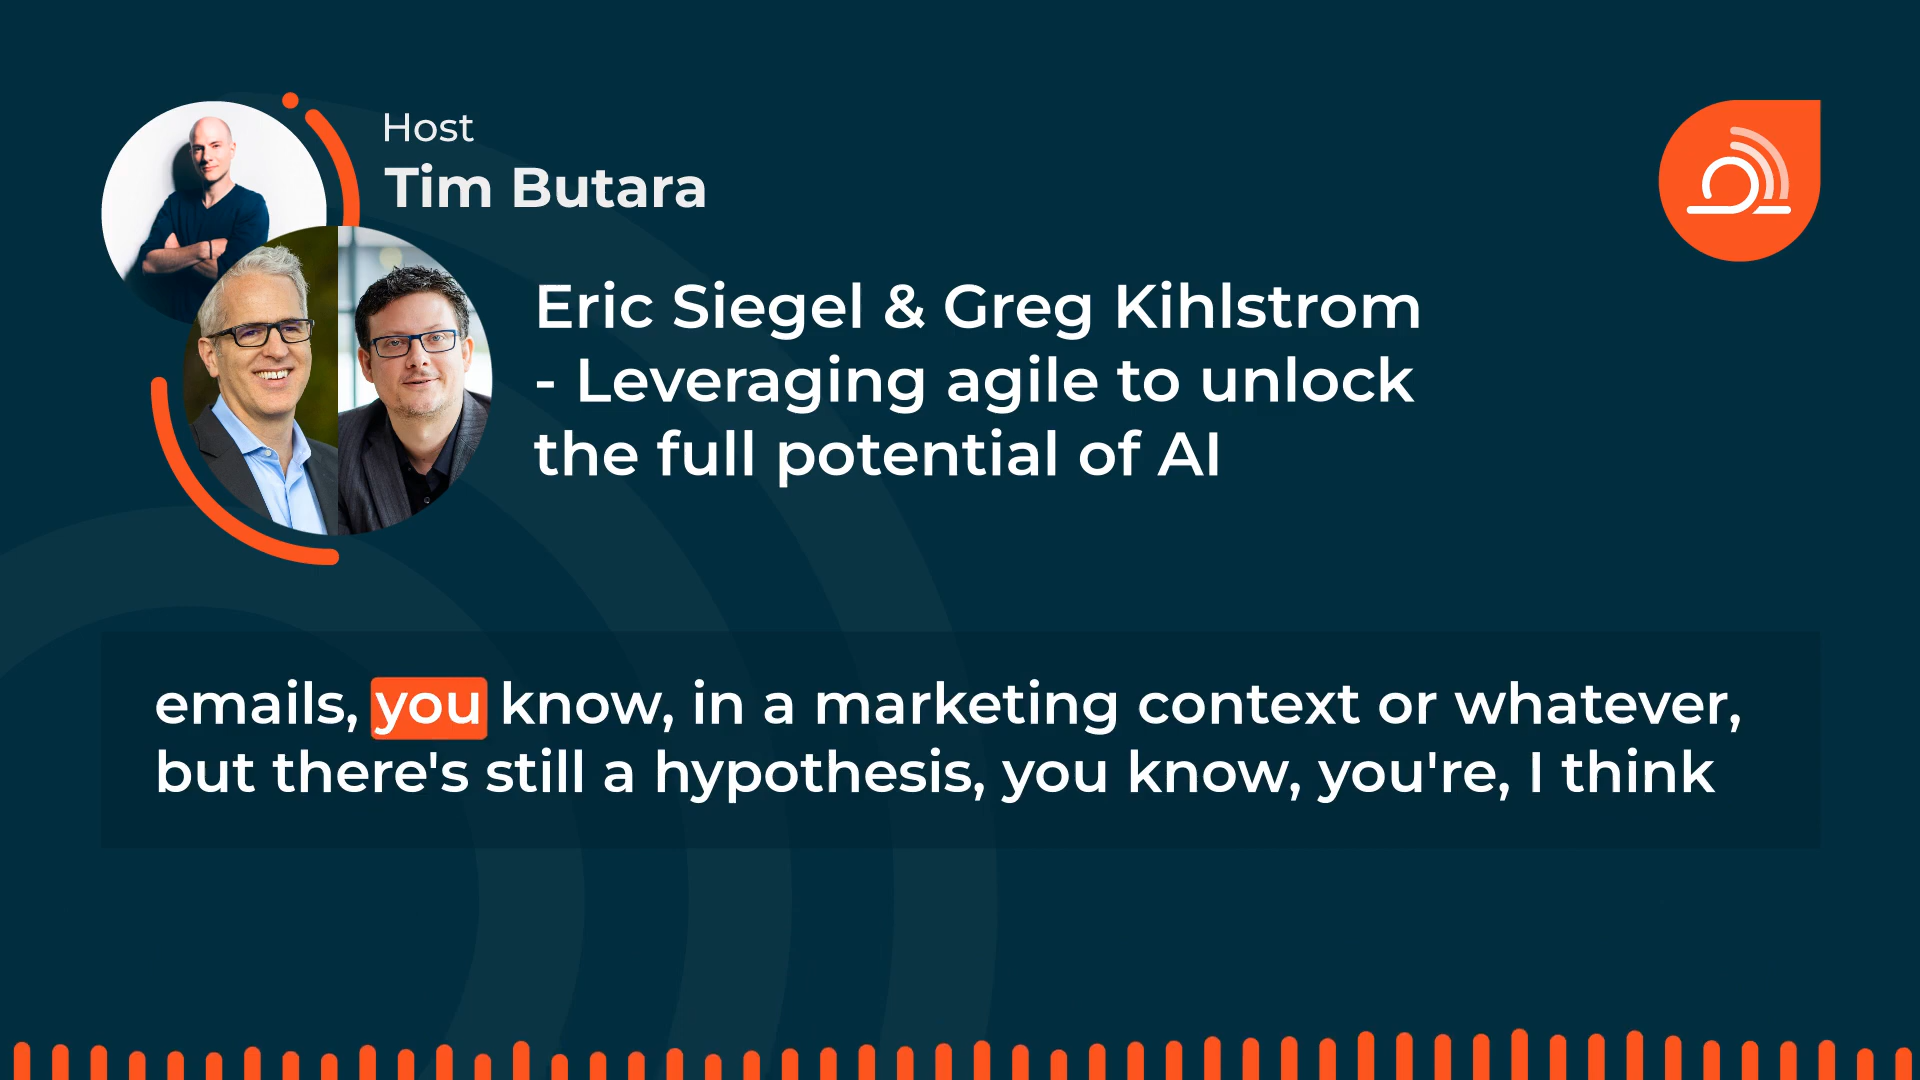 Host
Tim Butara
Eric Siegel & Greg Kihlstrom
- Leveraging agile to unlock
the full potential of AI
emails, you know, in a marketing context or whatever,
but there's still a hypothesis, you know, you're, I think